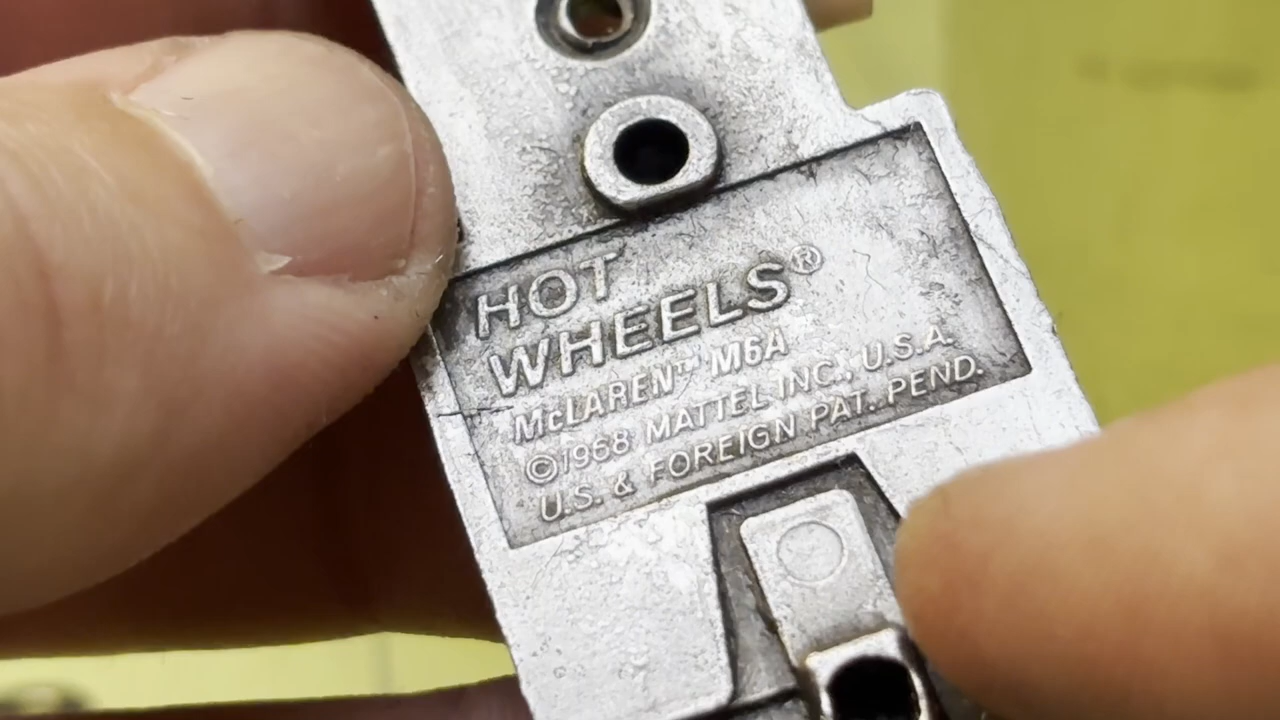 HOT
WHEELS®
McLAREN™ M6A
©1968 MATTEL INC., U.S.A.
U.S. & FOREIGN PAT. PEND.